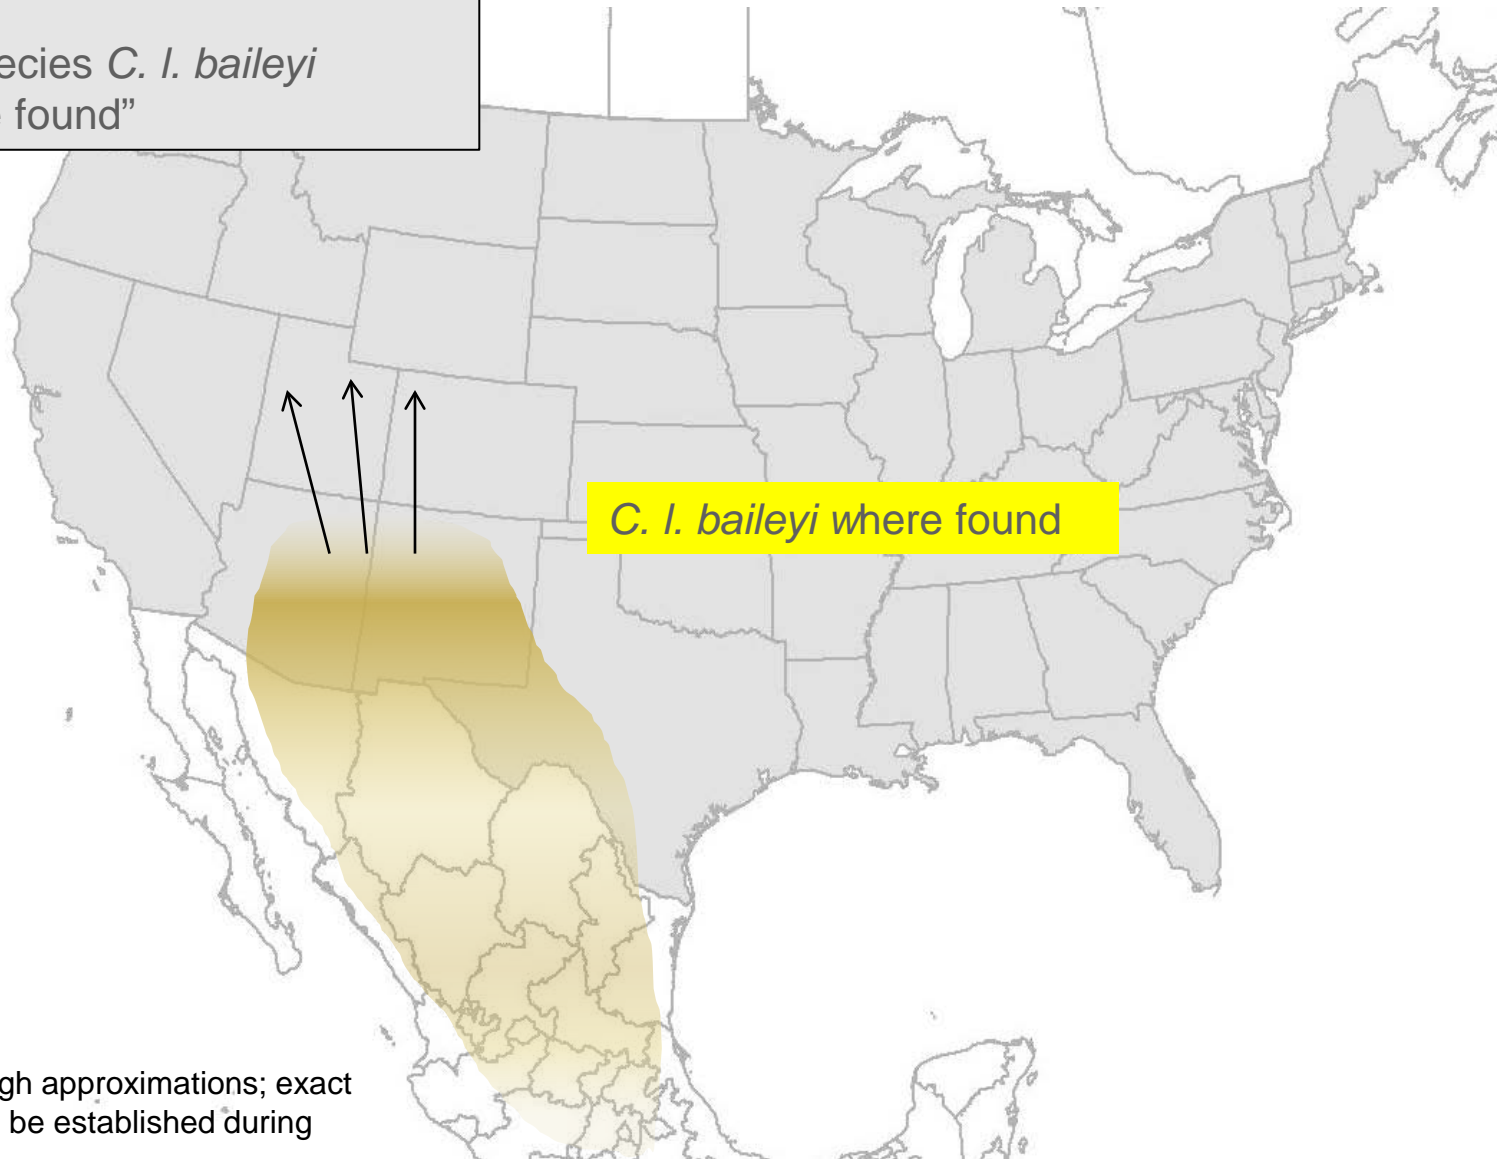 ecies C. l. baileyi
found”
C. l. baileyi where found
gh approximations; exact
be established during